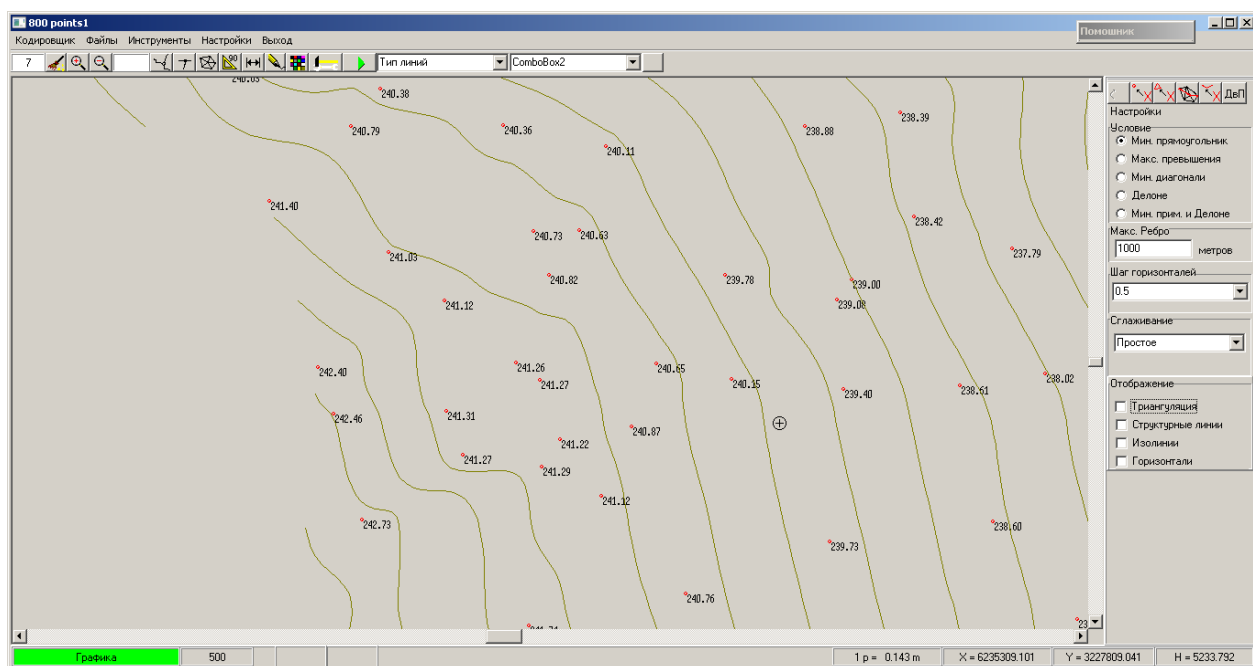 800 points1
Помошник
Кодировщик Файлы Инструменты Настройки Выход
7 90 Тип линий ComboBox2
ДвП
Настройки
Условие
Мин. прямоугольник
Макс. превышения
Мин. диагонали
Делоне
Мин. прим. и Делоне
Макс. Ребро
1000 метров
Шаг горизонталей
0.5
Сглаживание
Простое
Отображение
Триангуляция
Структурные линии
Изолинии
Горизонтали
240.38
238.39
240.79
240.36
238.88
240.11
241.40
238.42
240.73
240.63
237.79
241.03
240.82
239.78
239.00
241.12
239.08
242.40
241.26
240.65
238.02
241.27
240.15
239.40
238.61
241.31
242.46
240.87
241.22
241.27
241.29
241.12
242.73
238.60
239.73
240.76
Графика 500 1 p = 0.143 m X = 6235309.101 Y = 3227809.041 H = 5233.792